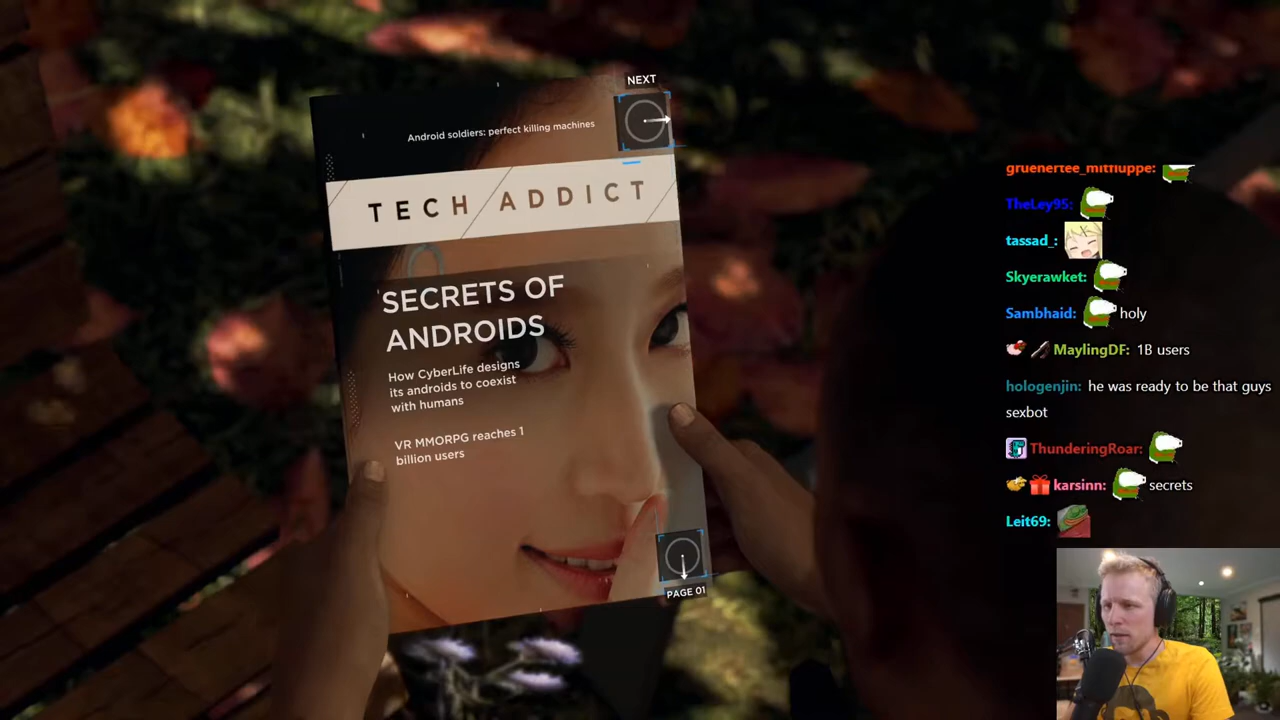 NEXT
Android soldiers: perfect killing machines
TECH ADDICT
SECRETS OF
ANDROIDS
How CyberLife designs
its androids to coexist
with humans
VR MMORPG reaches 1
billion users
PAGE 01
gruenertee_mitfluppe:
TheLey95:
tassad_:
Skyerawket:
Sambhaid: holy
MaylingDF: 1B users
hologenjin: he was ready to be that guys
sexbot
ThunderingRoar:
karsinn: secrets
Leit69: